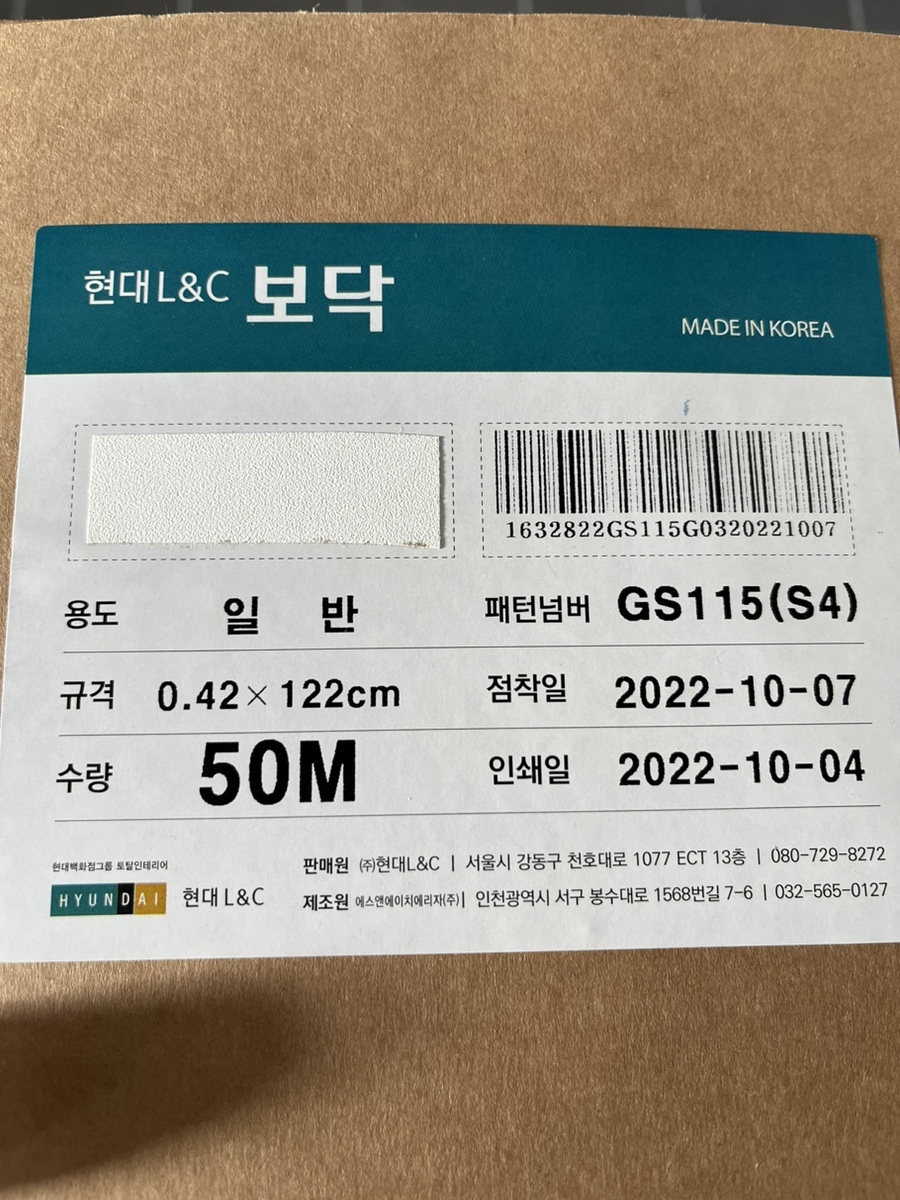 현대 L&C 보닥
MADE IN KOREA
1632822GS115G0320221007
용도 일 반 패턴넘버 GS115(S4)
규격 0.42×122cm 점착일 2022-10-07
수량 50M 인쇄일 2022-10-04
현대백화점그룹 토탈인테리어
HYUNDAI 현대 L&C
판매원 ㈜현대L&C | 서울시 강동구 천호대로 1077 ECT 13층 | 080-729-8272
제조원 에스앤에이치에리자(주)| 인천광역시 서구 봉수대로 1568번길 7-6 | 032-565-0127